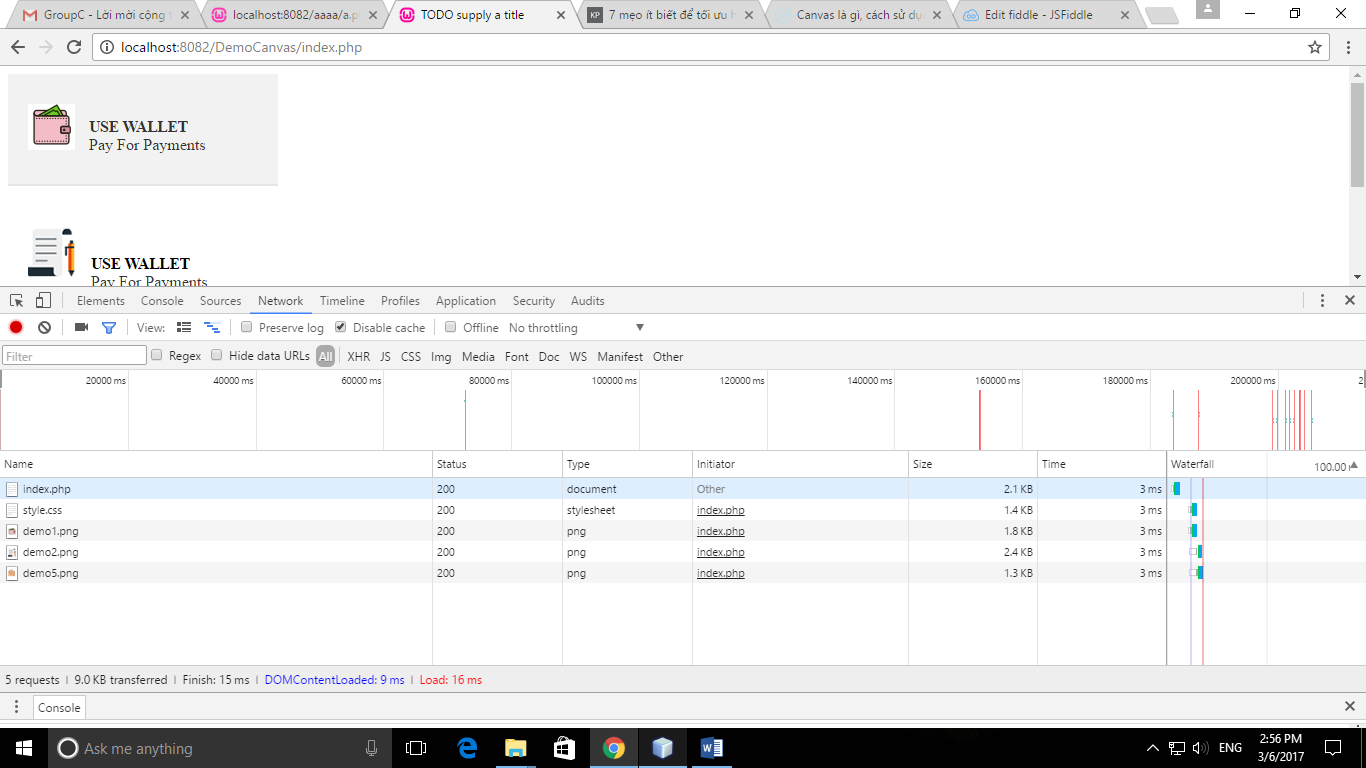 GroupC - Lời mời cộng t
localhost:8082/aaaa/a.p
TODO supply a title
7 mẹo ít biết để tối ưu h
Canvas là gì, cách sử dụ
Edit fiddle - JSFiddle
localhost:8082/DemoCanvas/index.php
USE WALLET
Pay For Payments
USE WALLET
Pay For Payments
Elements Console Sources Network Timeline Profiles Application Security Audits
View: Preserve log Disable cache Offline No throttling
Filter Regex Hide data URLs All XHR JS CSS Img Media Font Doc WS Manifest Other
20000 ms 40000 ms 60000 ms 80000 ms 100000 ms 120000 ms 140000 ms 160000 ms 180000 ms 200000 ms 2
Name Status Type Initiator Size Time Waterfall 100.00
index.php 200 document Other 2.1 KB 3 ms
style.css 200 stylesheet index.php 1.4 KB 3 ms
demo1.png 200 png index.php 1.8 KB 3 ms
demo2.png 200 png index.php 2.4 KB 3 ms
demo5.png 200 png index.php 1.3 KB 3 ms
5 requests | 9.0 KB transferred | Finish: 15 ms | DOMContentLoaded: 9 ms | Load: 16 ms
Console
Ask me anything
ENG
2:56 PM
3/6/2017